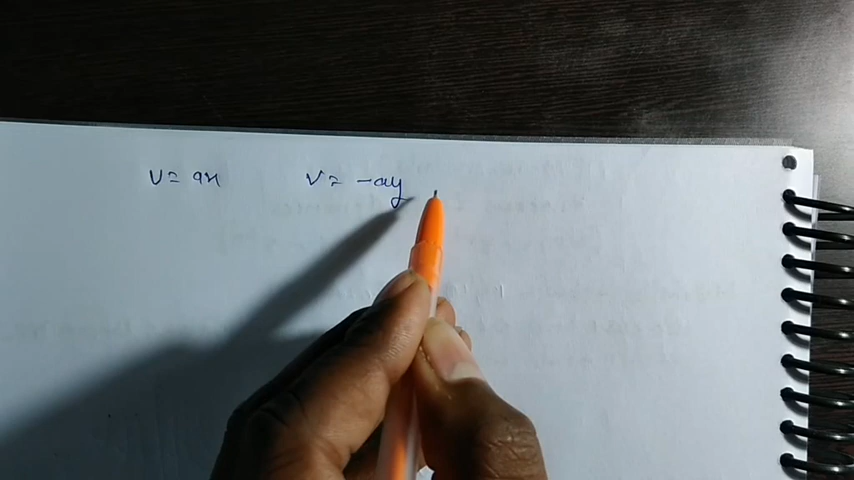 U = ax V = -ay